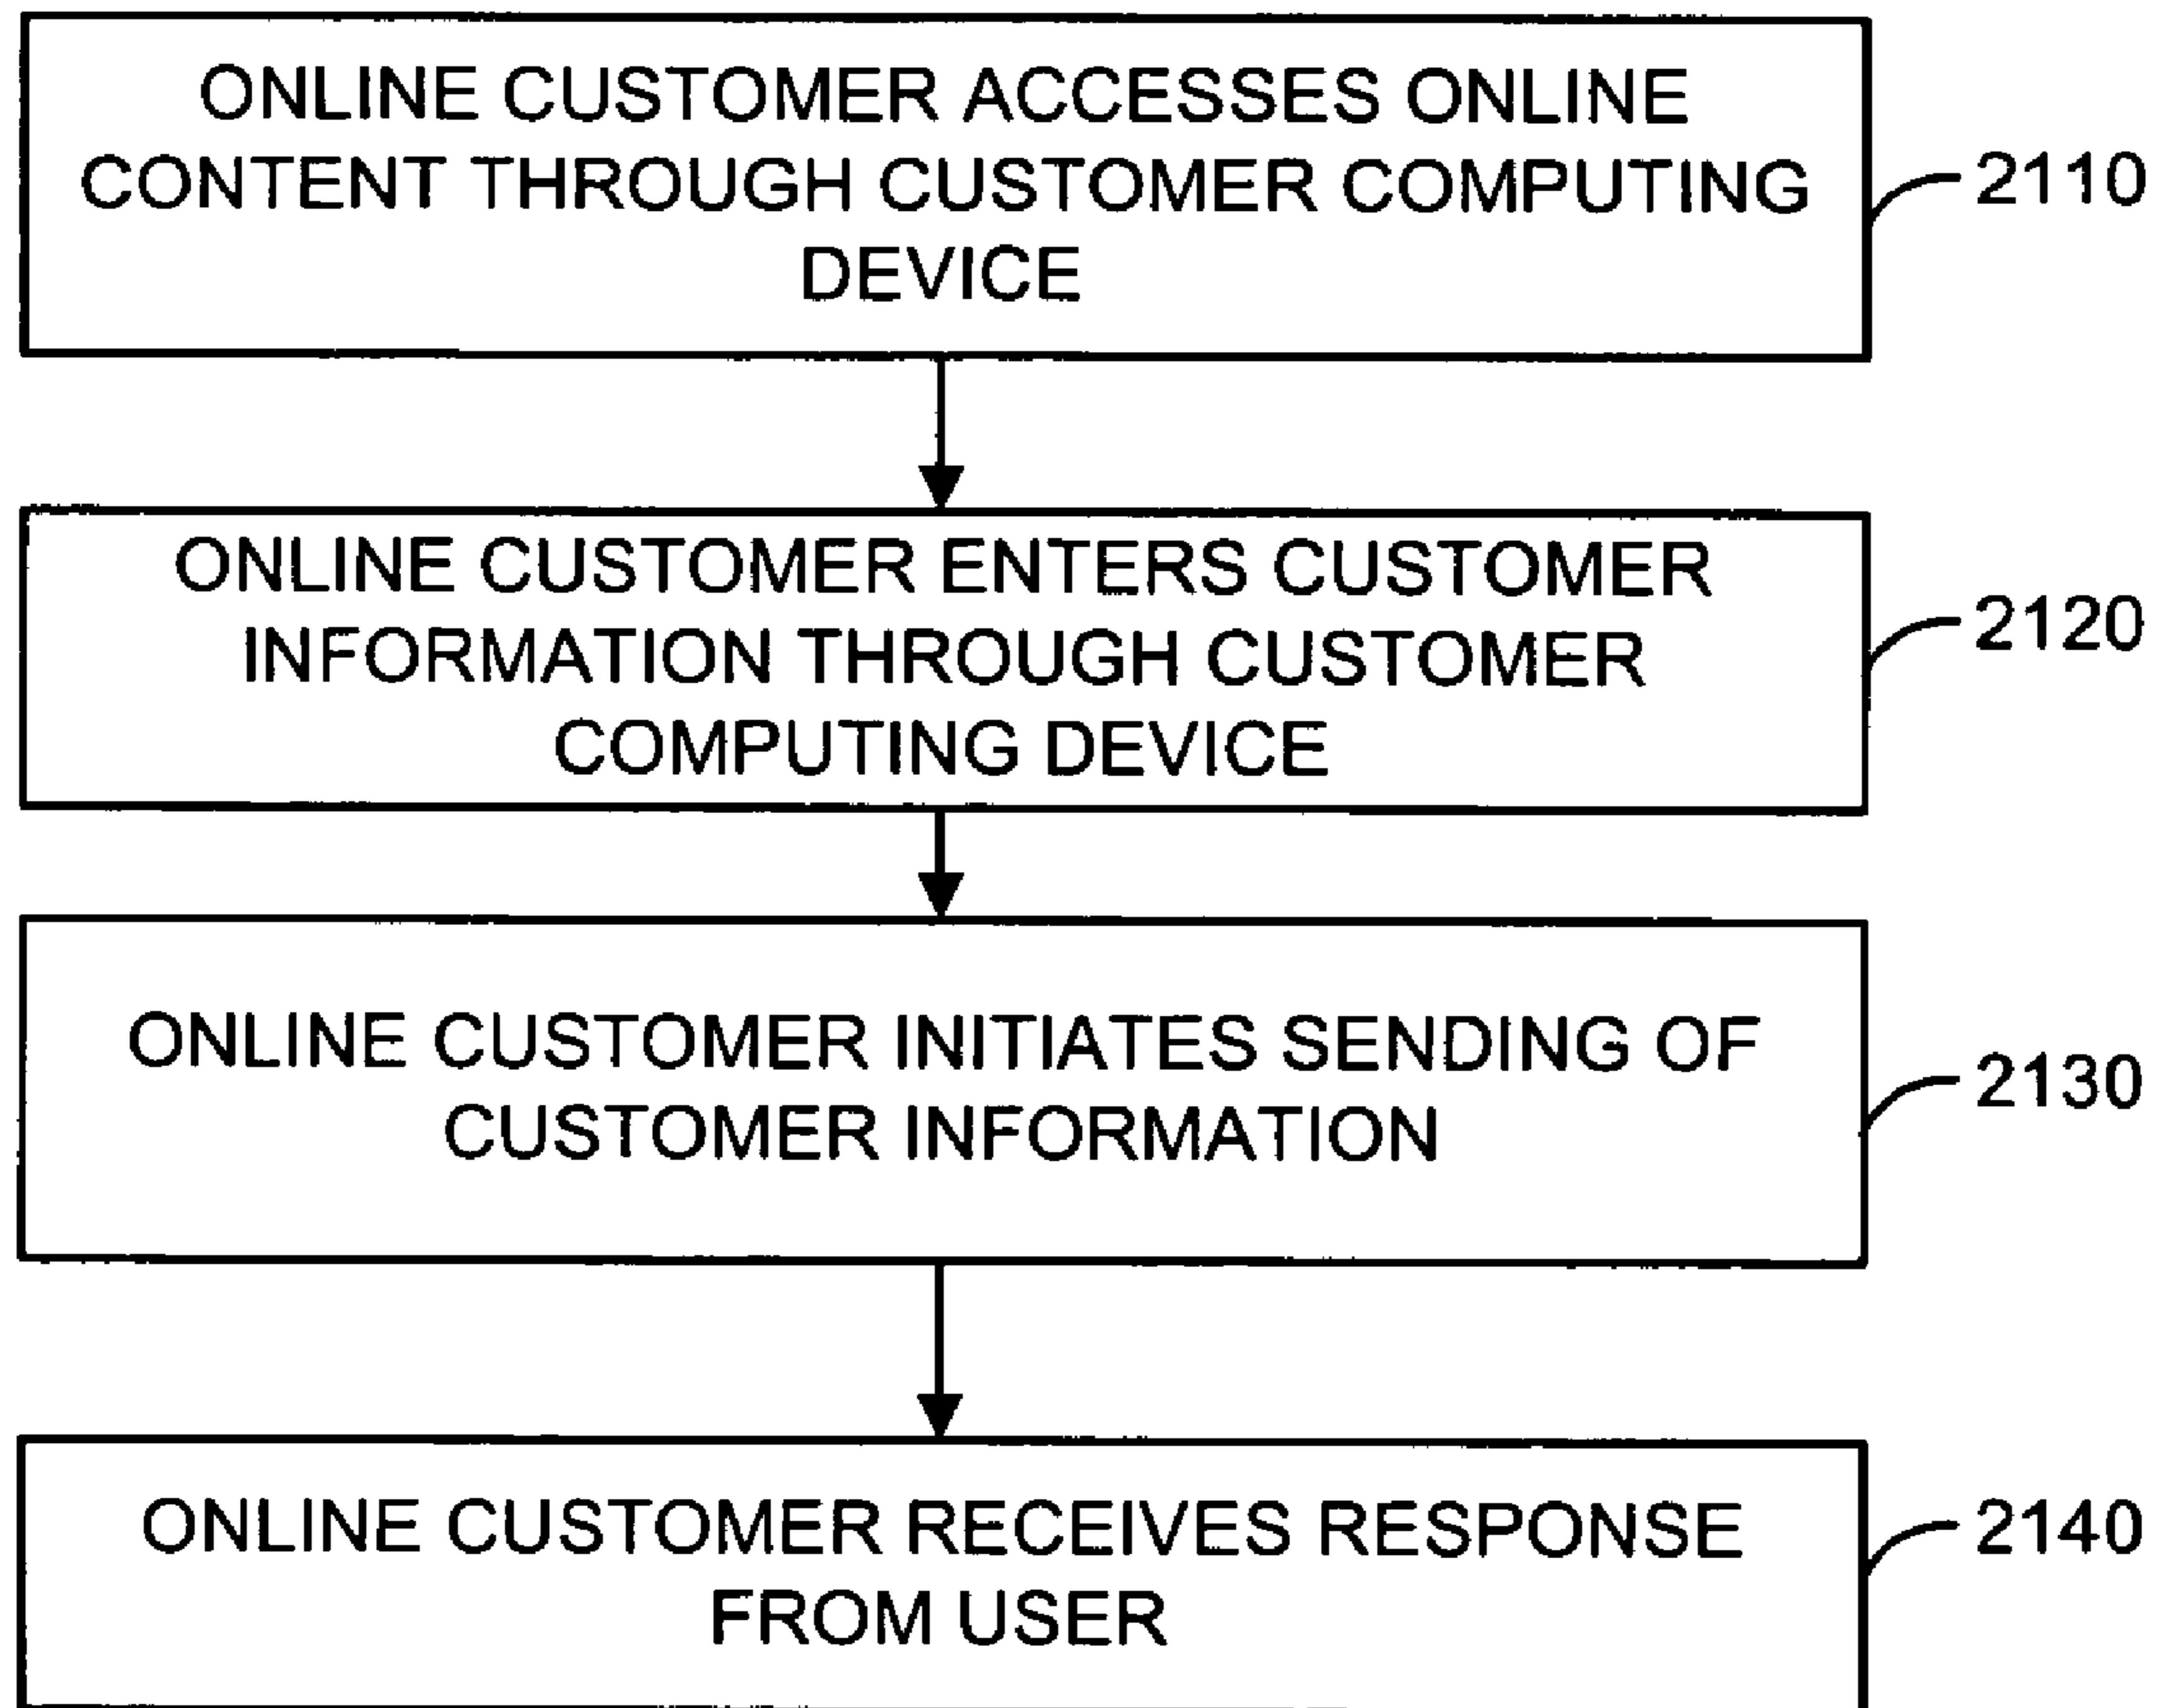 ONLINE CUSTOMER ACCESSES ONLINE
CONTENT THROUGH CUSTOMER COMPUTING
DEVICE
2110
ONLINE CUSTOMER ENTERS CUSTOMER
INFORMATION THROUGH CUSTOMER
COMPUTING DEVICE
2120
ONLINE CUSTOMER INITIATES SENDING OF
CUSTOMER INFORMATION
2130
ONLINE CUSTOMER RECEIVES RESPONSE
FROM USER
2140